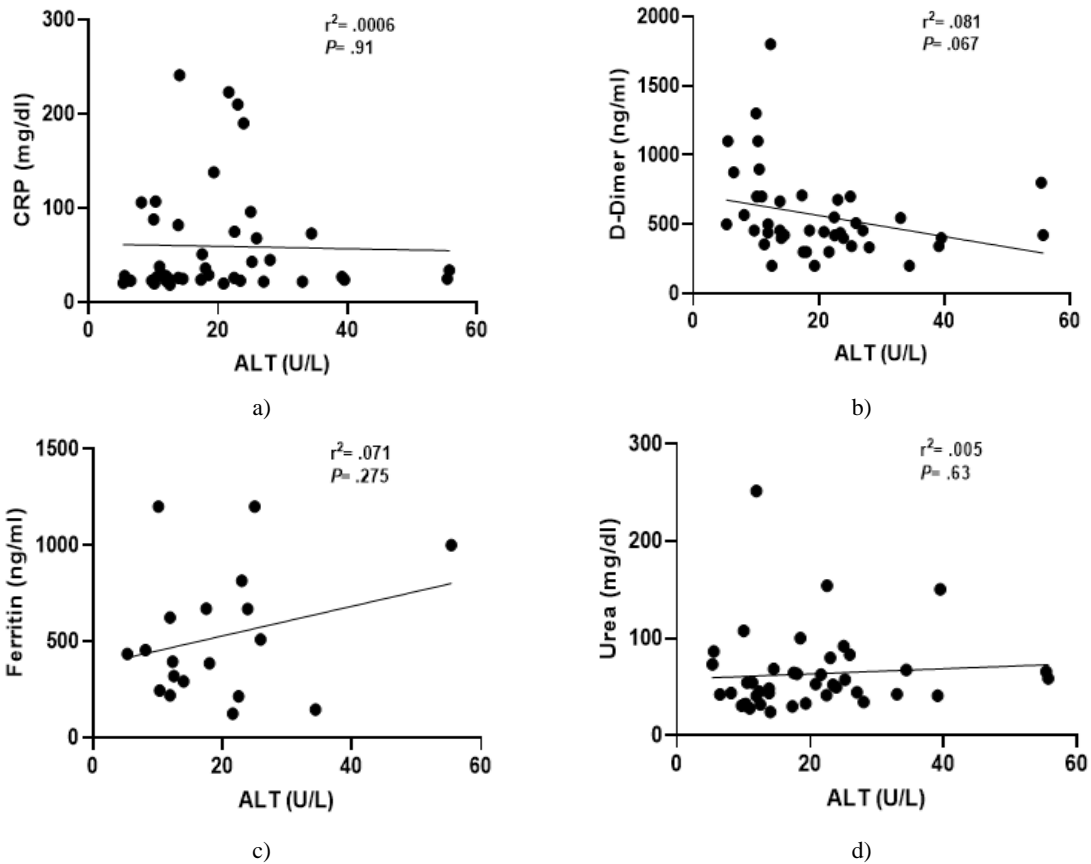 r²= .0006
P= .91
300
200
100
0
CRP (mg/dl)
0 20 40 60
ALT (U/L)
a)
r²= .081
P= .067
2000
1500
1000
500
0
D-Dimer (ng/ml)
0 20 40 60
ALT (U/L)
b)
r²= .071
P= .275
1500
1000
500
0
Ferritin (ng/ml)
0 20 40 60
ALT (U/L)
c)
r²= .005
P= .63
300
200
100
0
Urea (mg/dl)
0 20 40 60
ALT (U/L)
d)